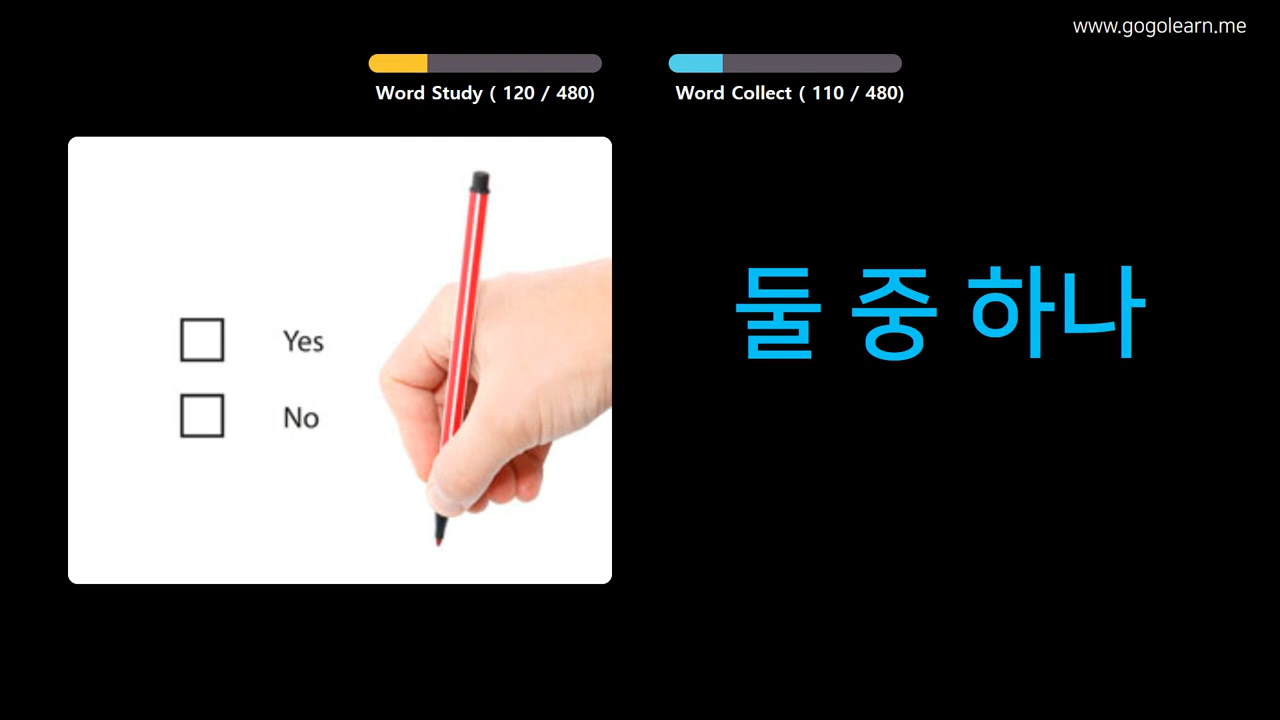 www.gogolearn.me
Word Study ( 120 / 480)
Word Collect ( 110 / 480)
Yes
No
둘 중 하나